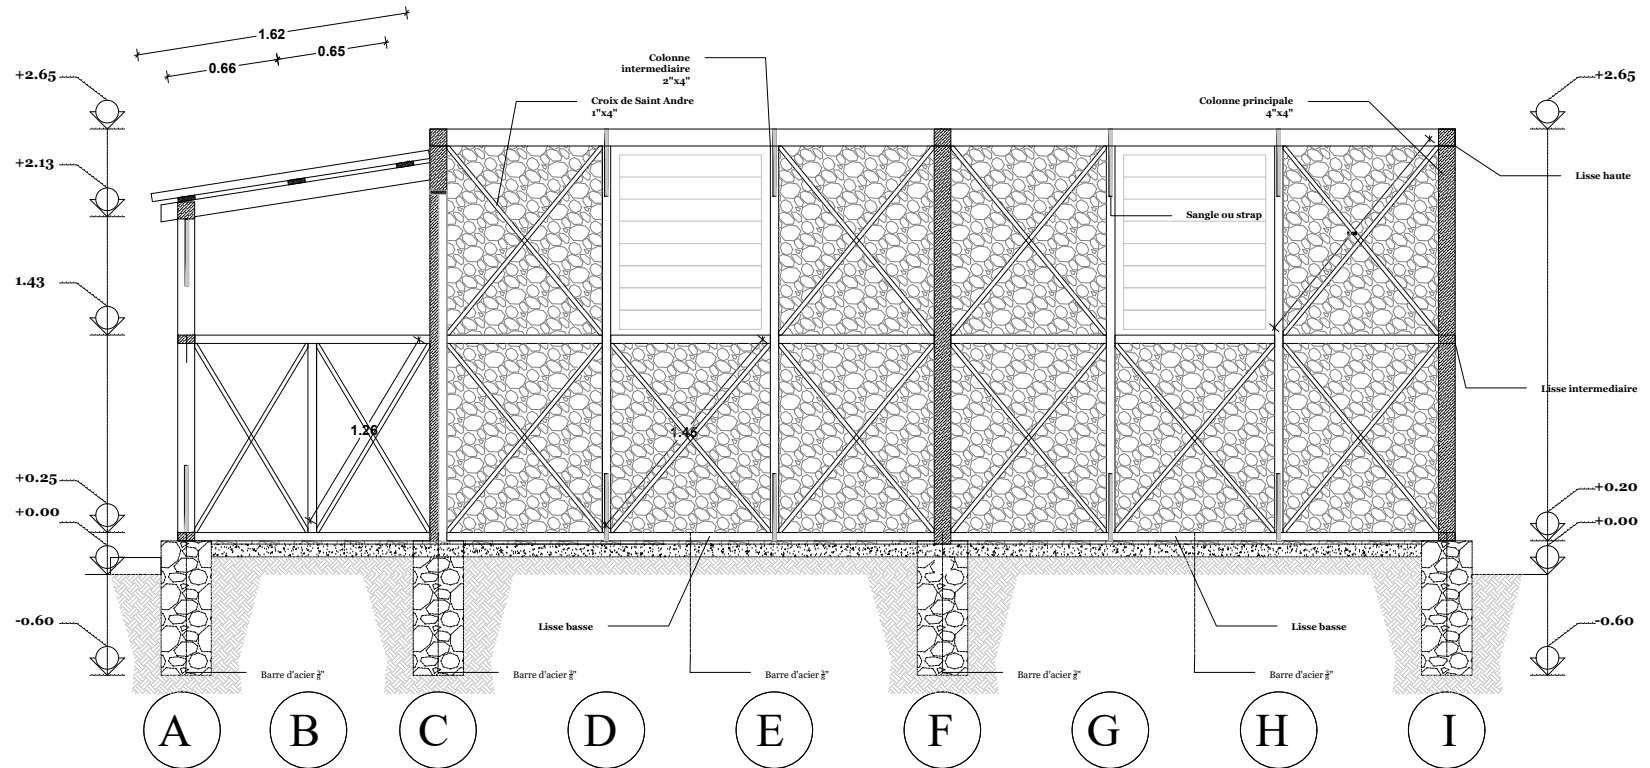 1.62
0.65
0.66
+2.65
+2.13
1.43
+0.25
+0.00
-0.60
Colonne
intermediaire
2"x4"
Croix de Saint Andre
1"x4"
Colonne principale
4"x4"
+2.65
Lisse haute
Sangle ou strap
Lisse intermediaire
1.26
1.45
+0.20
+0.00
-0.60
Lisse basse
Lisse basse
Barre d'acier
Barre d'acier
Barre d'acier
Barre d'acier
Barre d'acier
A
B
C
D
E
F
G
H
I